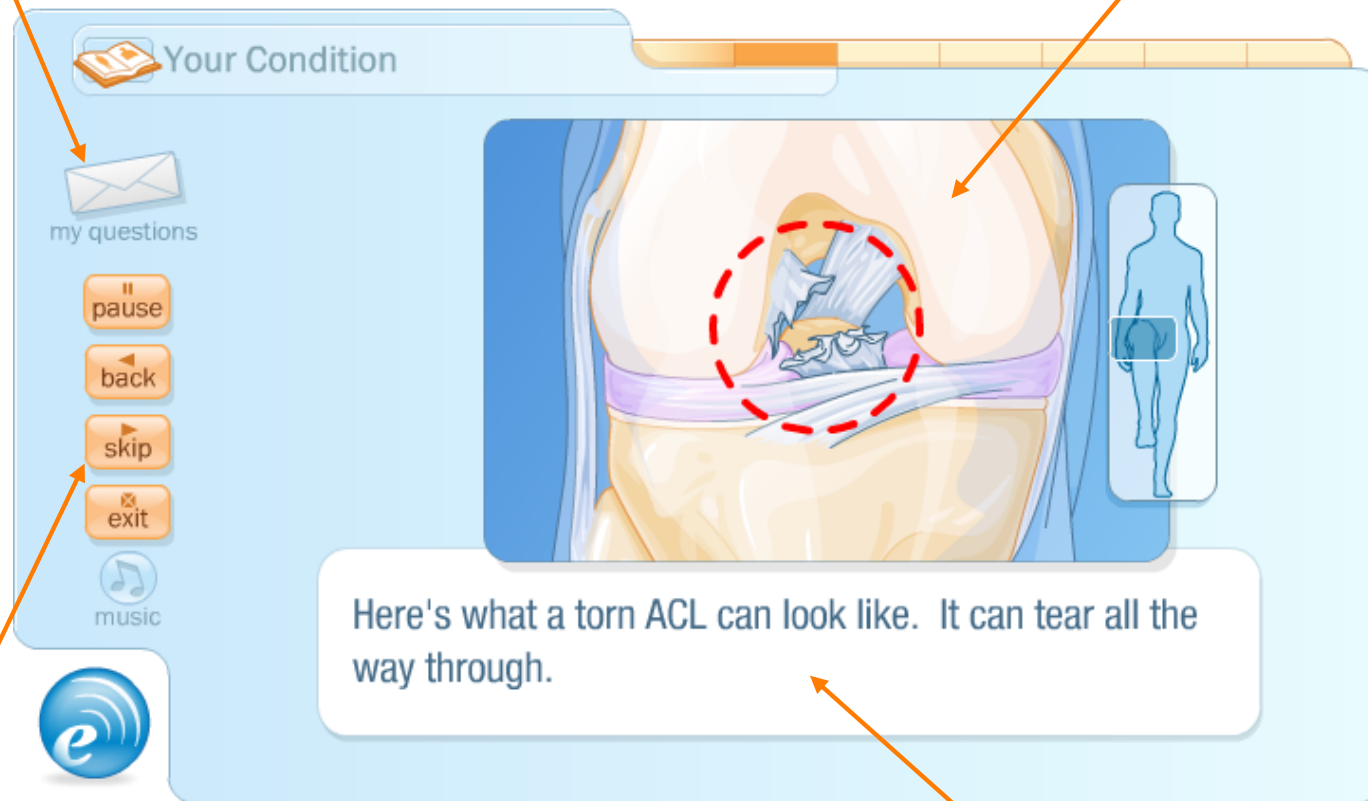 Your Condition
my questions
pause
back
skip
exit
music
Here's what a torn ACL can look like.  It can tear all the
way through.
e